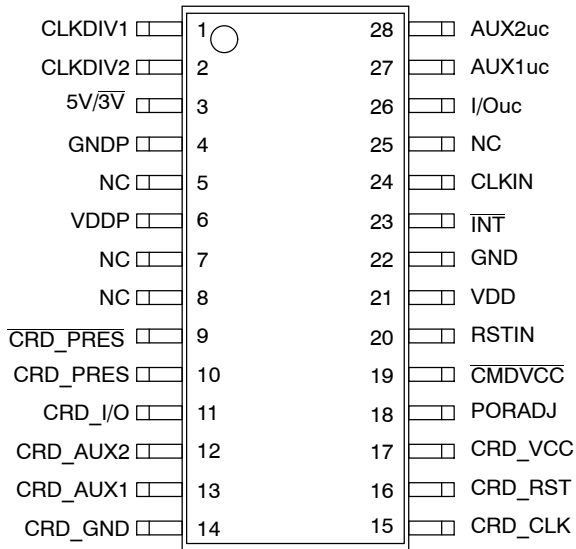 CLKDIV1 1 28 AUX2uc
CLKDIV2 2 27 AUX1uc
5V/3V 3 26 I/Ouc
GNDP 4 25 NC
NC 5 24 CLKIN
VDDP 6 23 INT
NC 7 22 GND
NC 8 21 VDD
CRD_PRES 9 20 RSTIN
CRD_PRES 10 19 CMDVCC
CRD_I/O 11 18 PORADJ
CRD_AUX2 12 17 CRD_VCC
CRD_AUX1 13 16 CRD_RST
CRD_GND 14 15 CRD_CLK